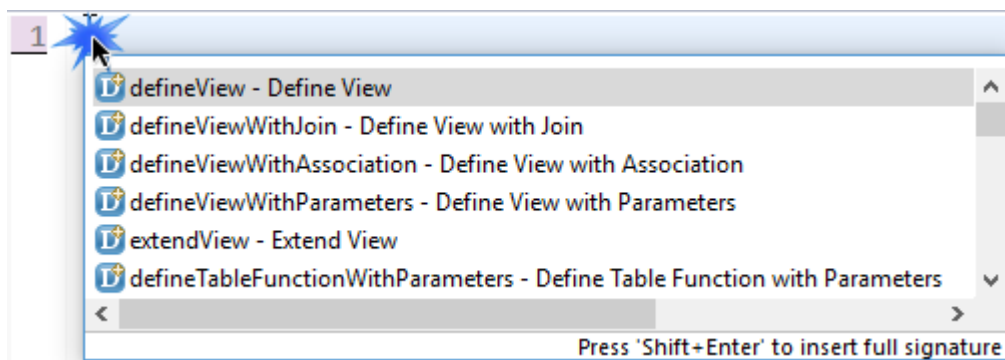 1
defineView - Define View
defineViewWithJoin - Define View with Join
defineViewWithAssociation - Define View with Association
defineViewWithParameters - Define View with Parameters
extendView - Extend View
defineTableFunctionWithParameters - Define Table Function with Parameters
Press 'Shift+Enter' to insert full signature